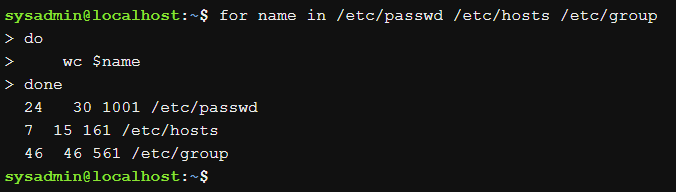 sysadmin@localhost:~$ for name in /etc/passwd /etc/hosts /etc/group
> do
>     wc $name
> done
  24   30 1001 /etc/passwd
  7  15 161 /etc/hosts
  46  46 561 /etc/group
sysadmin@localhost:~$